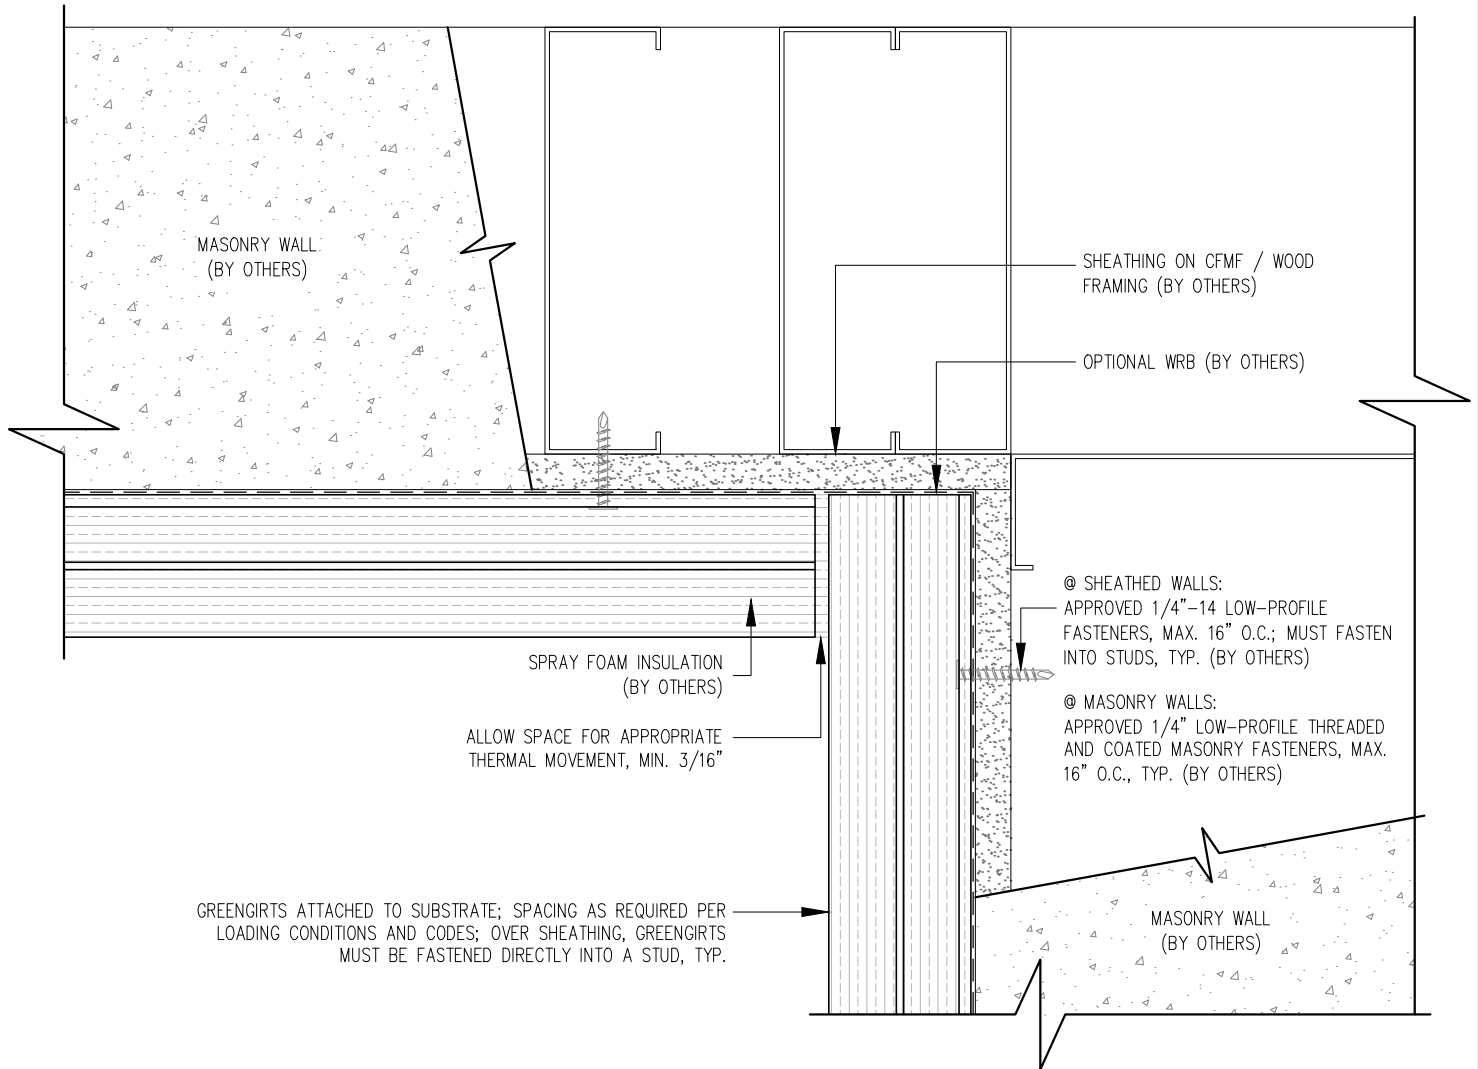 MASONRY WALL
(BY OTHERS)
SHEATHING ON CFMF / WOOD
FRAMING (BY OTHERS)
OPTIONAL WRB (BY OTHERS)
@ SHEATHED WALLS:
APPROVED 1/4"-14 LOW-PROFILE
FASTENERS, MAX. 16" O.C.; MUST FASTEN
INTO STUDS, TYP. (BY OTHERS)
@ MASONRY WALLS:
APPROVED 1/4" LOW-PROFILE THREADED
AND COATED MASONRY FASTENERS, MAX.
16" O.C., TYP. (BY OTHERS)
SPRAY FOAM INSULATION
(BY OTHERS)
ALLOW SPACE FOR APPROPRIATE
THERMAL MOVEMENT, MIN. 3/16"
GREENGIRTS ATTACHED TO SUBSTRATE; SPACING AS REQUIRED PER
LOADING CONDITIONS AND CODES; OVER SHEATHING, GREENGIRTS
MUST BE FASTENED DIRECTLY INTO A STUD, TYP.
MASONRY WALL
(BY OTHERS)